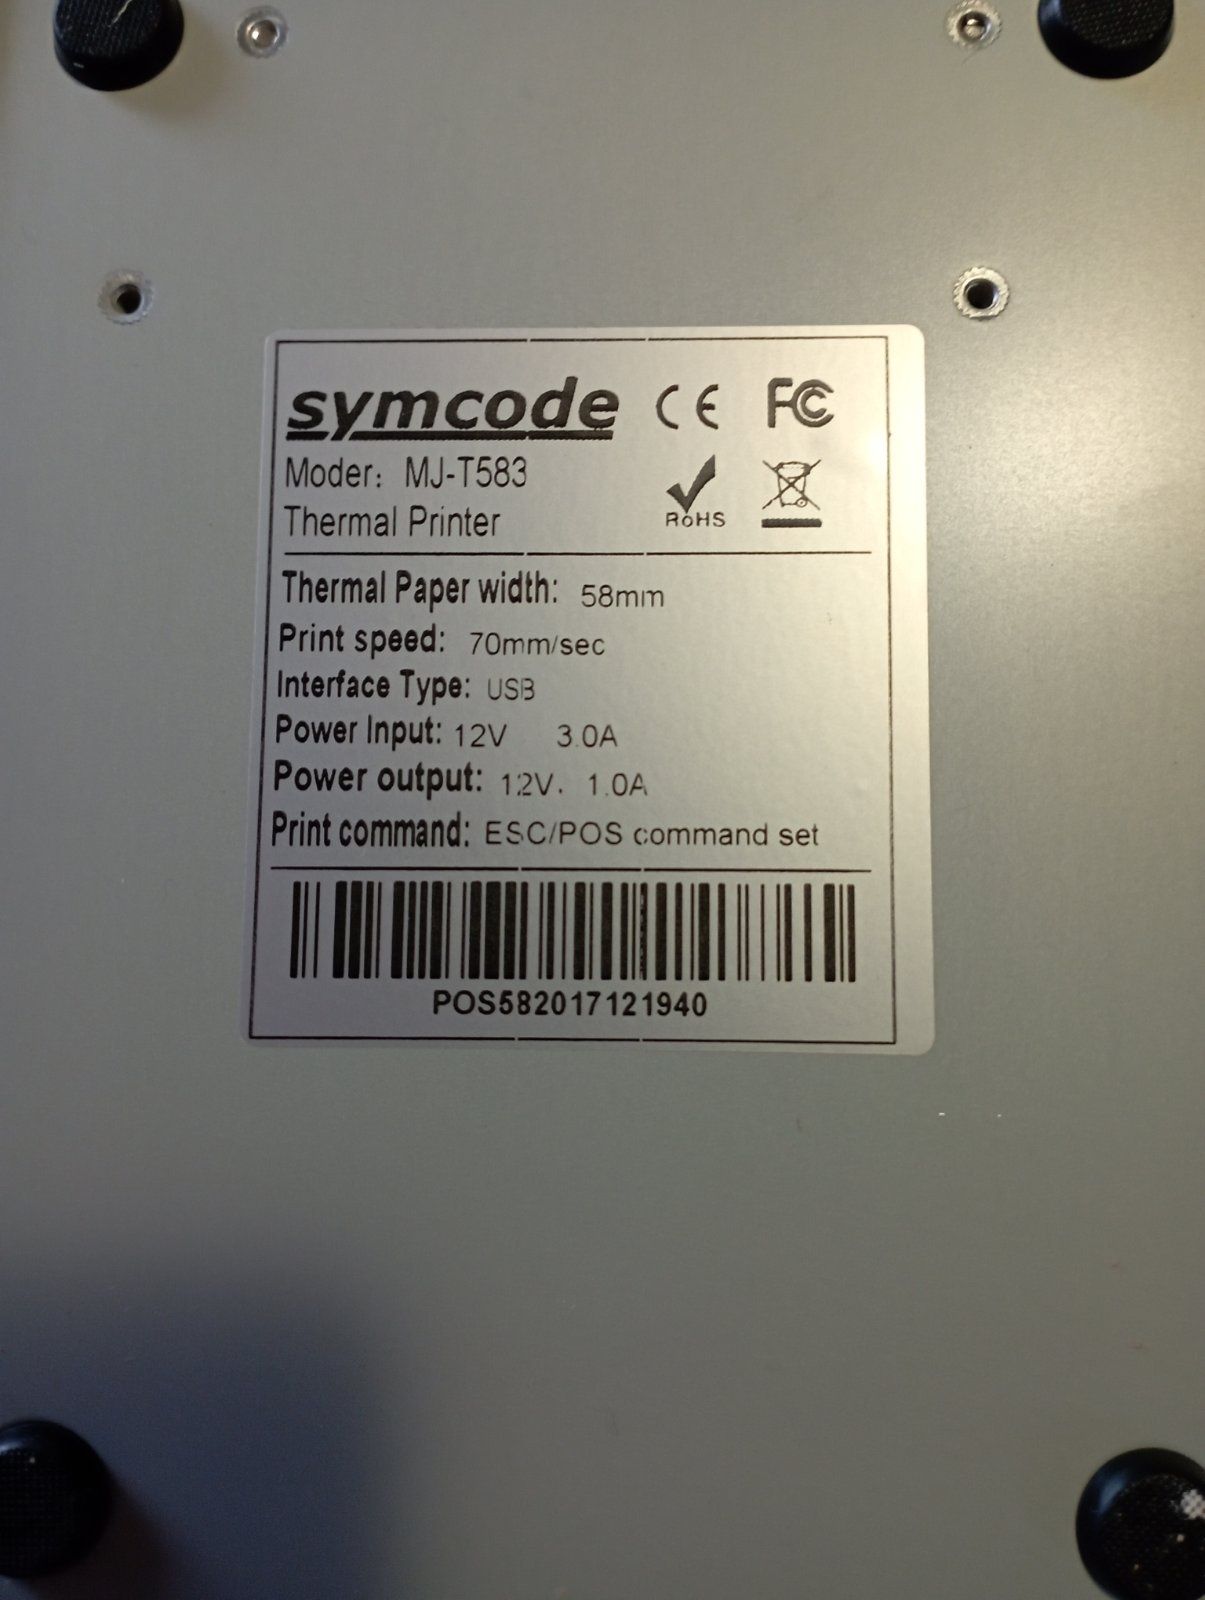 symcode CE FC
Moder: MJ-T583
Thermal Printer RoHS
Thermal Paper width: 58mm
Print speed: 70mm/sec
Interface Type: USB
Power Input: 12V 3.0A
Power output: 12V. 1.0A
Print command: ESC/POS command set
POS582017121940